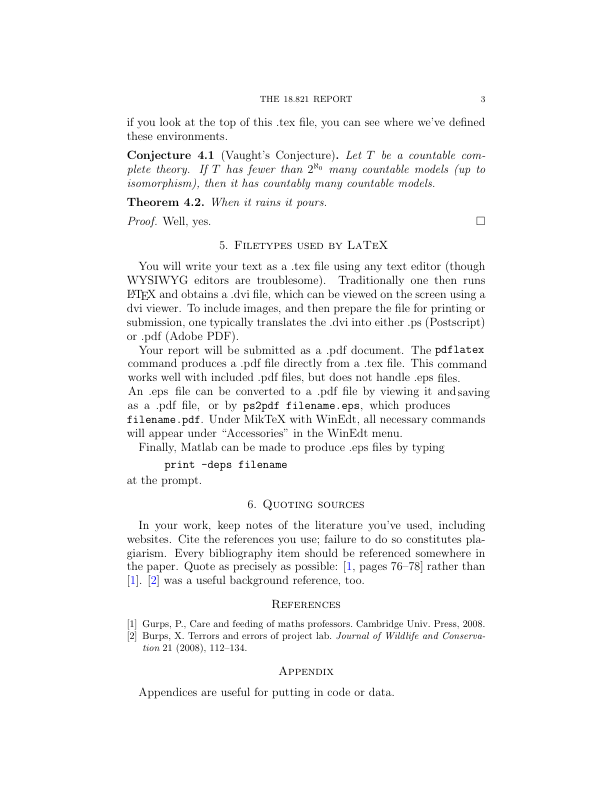 THE 18.821 REPORT 3
if you look at the top of this .tex file, you can see where we've defined
these environments.
Conjecture 4.1 (Vaught's Conjecture). Let T be a countable com-
plete theory. If T has fewer than 2^ℵ₀ many countable models (up to
isomorphism), then it has countably many countable models.
Theorem 4.2. When it rains it pours.
Proof. Well, yes. □
5. Filetypes used by LaTeX
You will write your text as a .tex file using any text editor (though
WYSIWYG editors are troublesome). Traditionally one then runs
LATEX and obtains a .dvi file, which can be viewed on the screen using a
dvi viewer. To include images, and then prepare the file for printing or
submission, one typically translates the .dvi into either .ps (Postscript)
or .pdf (Adobe PDF).
Your report will be submitted as a .pdf document. The pdflatex
command produces a .pdf file directly from a .tex file. This command
works well with included .pdf files, but does not handle .eps files.
An .eps file can be converted to a .pdf file by viewing it and saving
as a .pdf file, or by ps2pdf filename.eps, which produces
filename.pdf. Under MikTeX with WinEdt, all necessary commands
will appear under “Accessories” in the WinEdt menu.
Finally, Matlab can be made to produce .eps files by typing
print -deps filename
at the prompt.
6. Quoting sources
In your work, keep notes of the literature you've used, including
websites. Cite the references you use; failure to do so constitutes pla-
giarism. Every bibliography item should be referenced somewhere in
the paper. Quote as precisely as possible: [1, pages 76–78] rather than
[1]. [2] was a useful background reference, too.
References
[1] Gurps, P., Care and feeding of maths professors. Cambridge Univ. Press, 2008.
[2] Burps, X. Terrors and errors of project lab. Journal of Wildlife and Conserva-
tion 21 (2008), 112–134.
Appendix
Appendices are useful for putting in code or data.